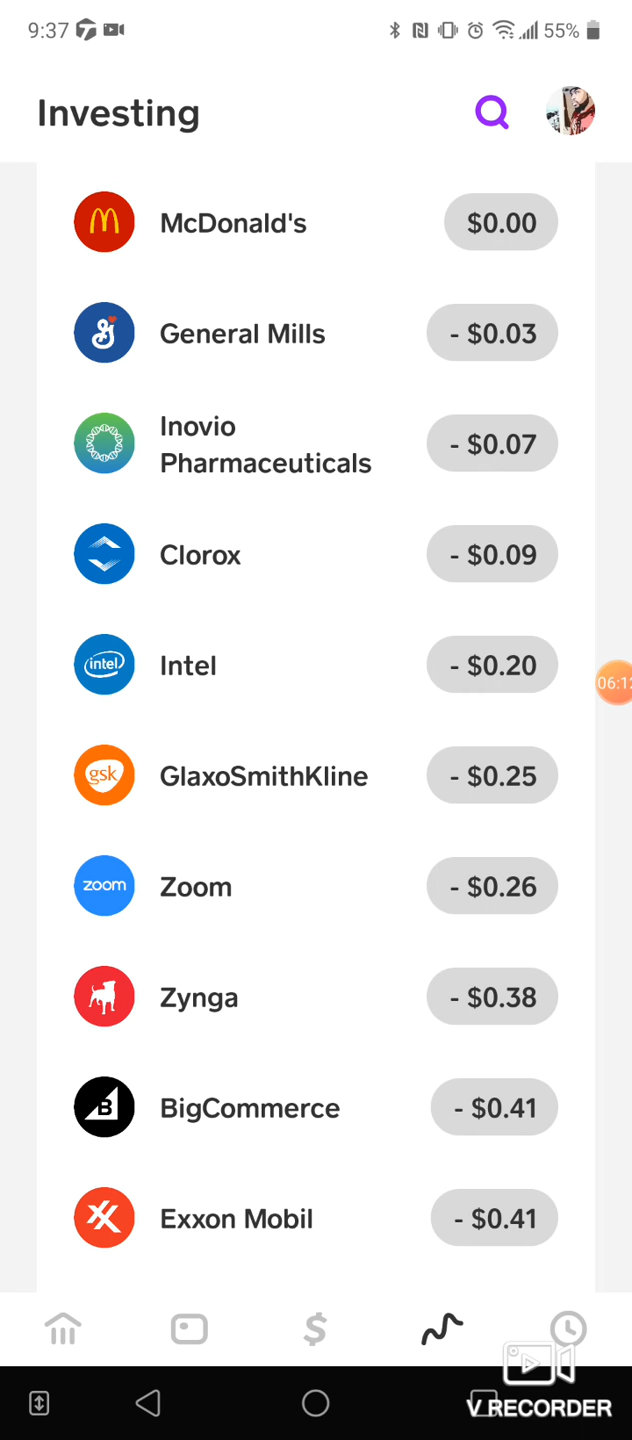 9:37
55%
Investing
McDonald's
$0.00
General Mills
- $0.03
Inovio
Pharmaceuticals
- $0.07
Clorox
- $0.09
intel
Intel
- $0.20
gsk
GlaxoSmithKline
- $0.25
zoom
Zoom
- $0.26
Zynga
- $0.38
B
BigCommerce
- $0.41
Exxon Mobil
- $0.41
$
V RECORDER